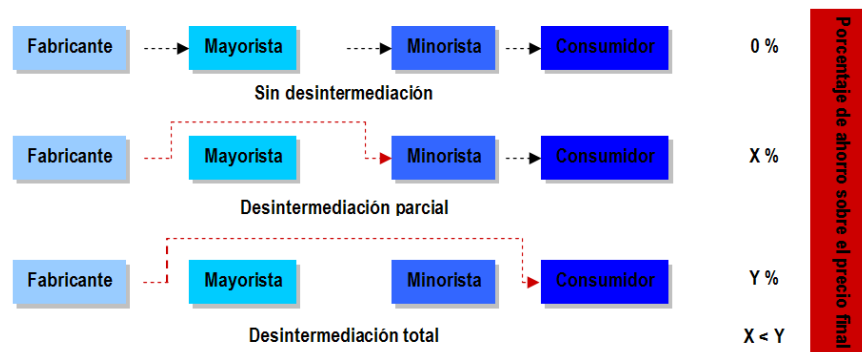 Fabricante Mayorista Minorista Consumidor 0 %
Sin desintermediación
Fabricante Mayorista Minorista Consumidor X %
Desintermediación parcial
Fabricante Mayorista Minorista Consumidor Y %
Desintermediación total X < Y
Porcentaje de ahorro sobre el precio final